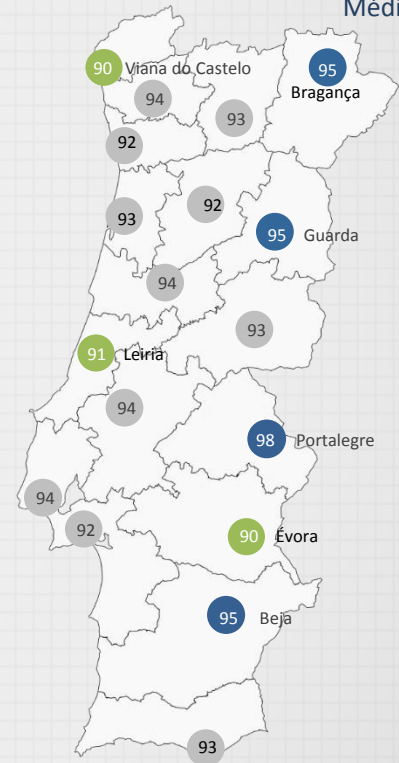 Médi
90 Viana do Castelo
95
Bragança
94
93
92
93
92
95 Guarda
94
93
91 Leiria
94
98 Portalegre
94
92
90 Évora
95 Beja
93